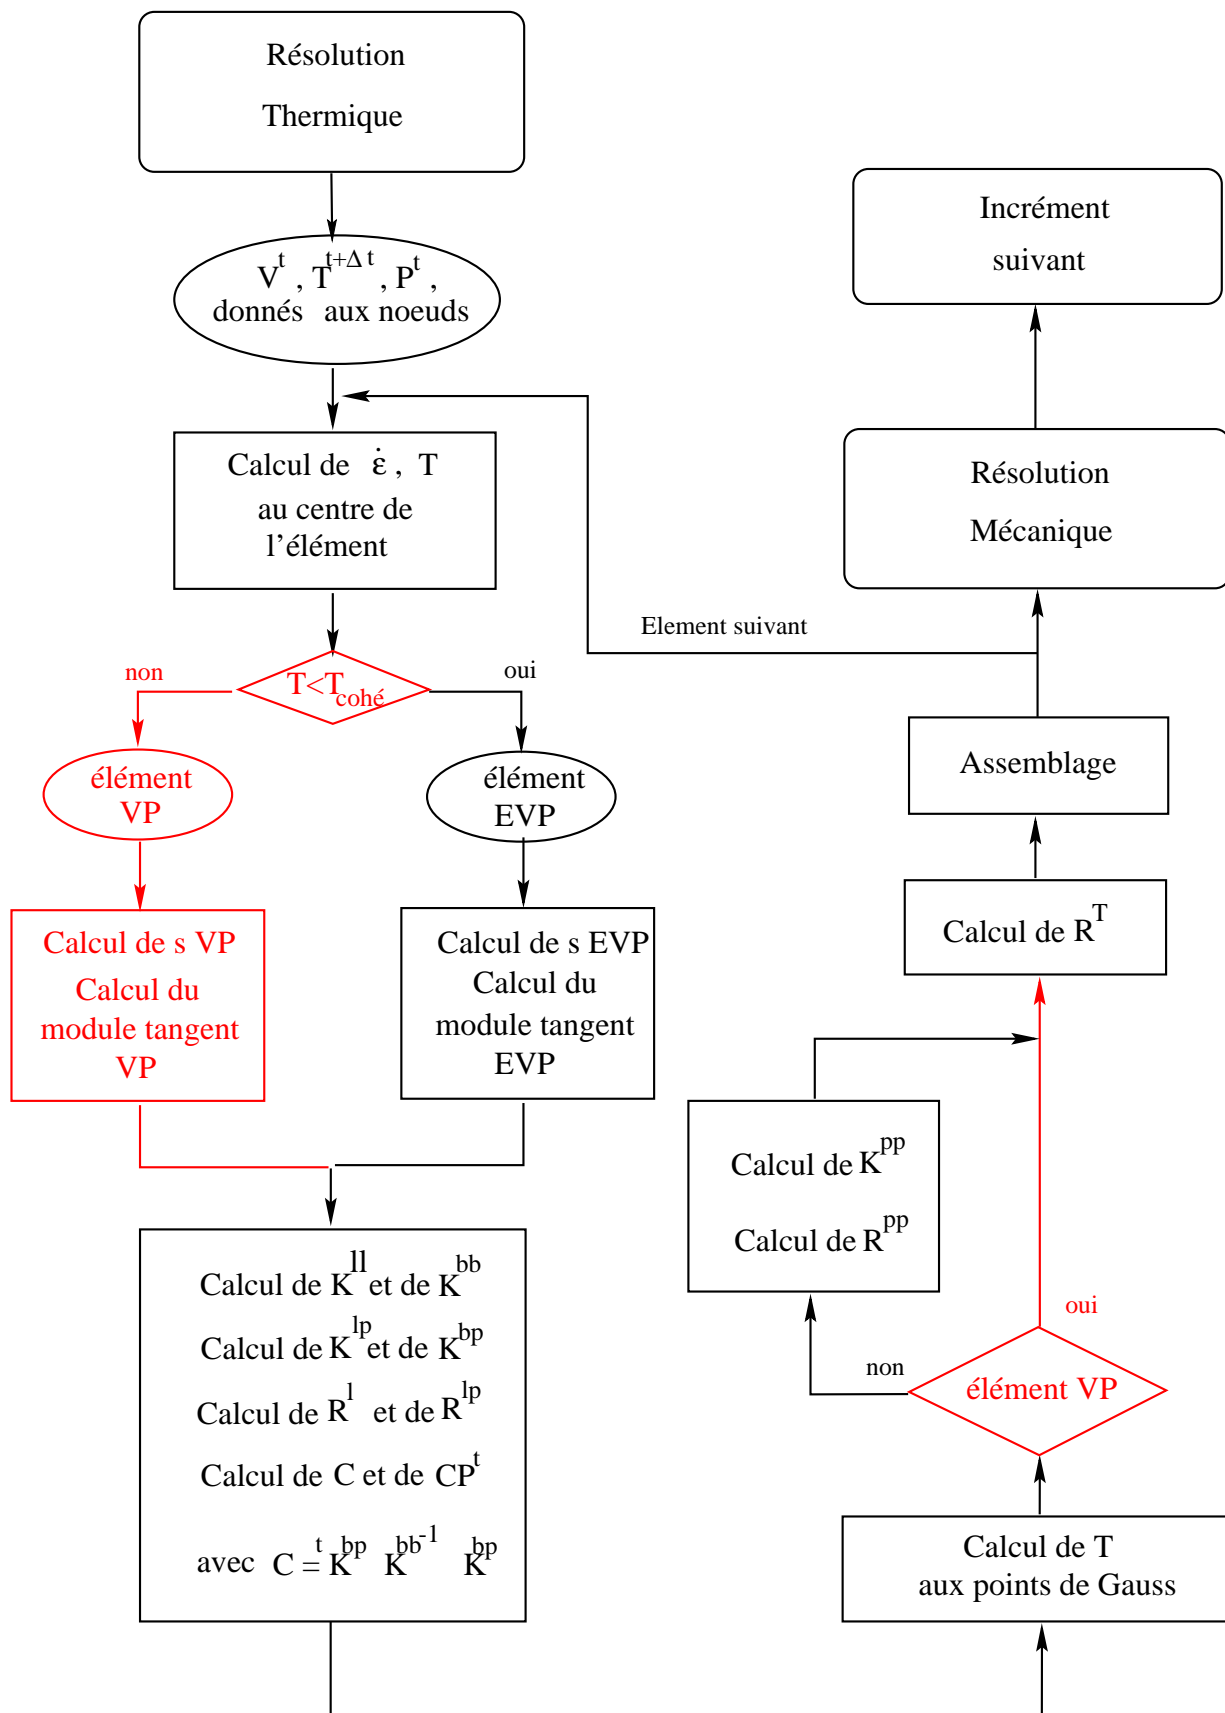 Résolution
Thermique
V^t , T^{t+Δ t} , P^t ,
donnés aux noeuds
Calcul de ε̇ , T
au centre de
l'élément
T<T_{cohé}
non
oui
élément
VP
élément
EVP
Calcul de s VP
Calcul du
module tangent
VP
Calcul de s EVP
Calcul du
module tangent
EVP
Calcul de K^{ll} et de K^{bb}
Calcul de K^{lp} et de K^{bp}
Calcul de R^l et de R^{lp}
Calcul de C et de CP^t
avec C = ^t K^{bp} K^{bb^{-1}} K^{bp}
Calcul de T
aux points de Gauss
élément VP
non
oui
Calcul de K^{pp}
Calcul de R^{pp}
Calcul de R^T
Assemblage
Element suivant
Résolution
Mécanique
Incrément
suivant